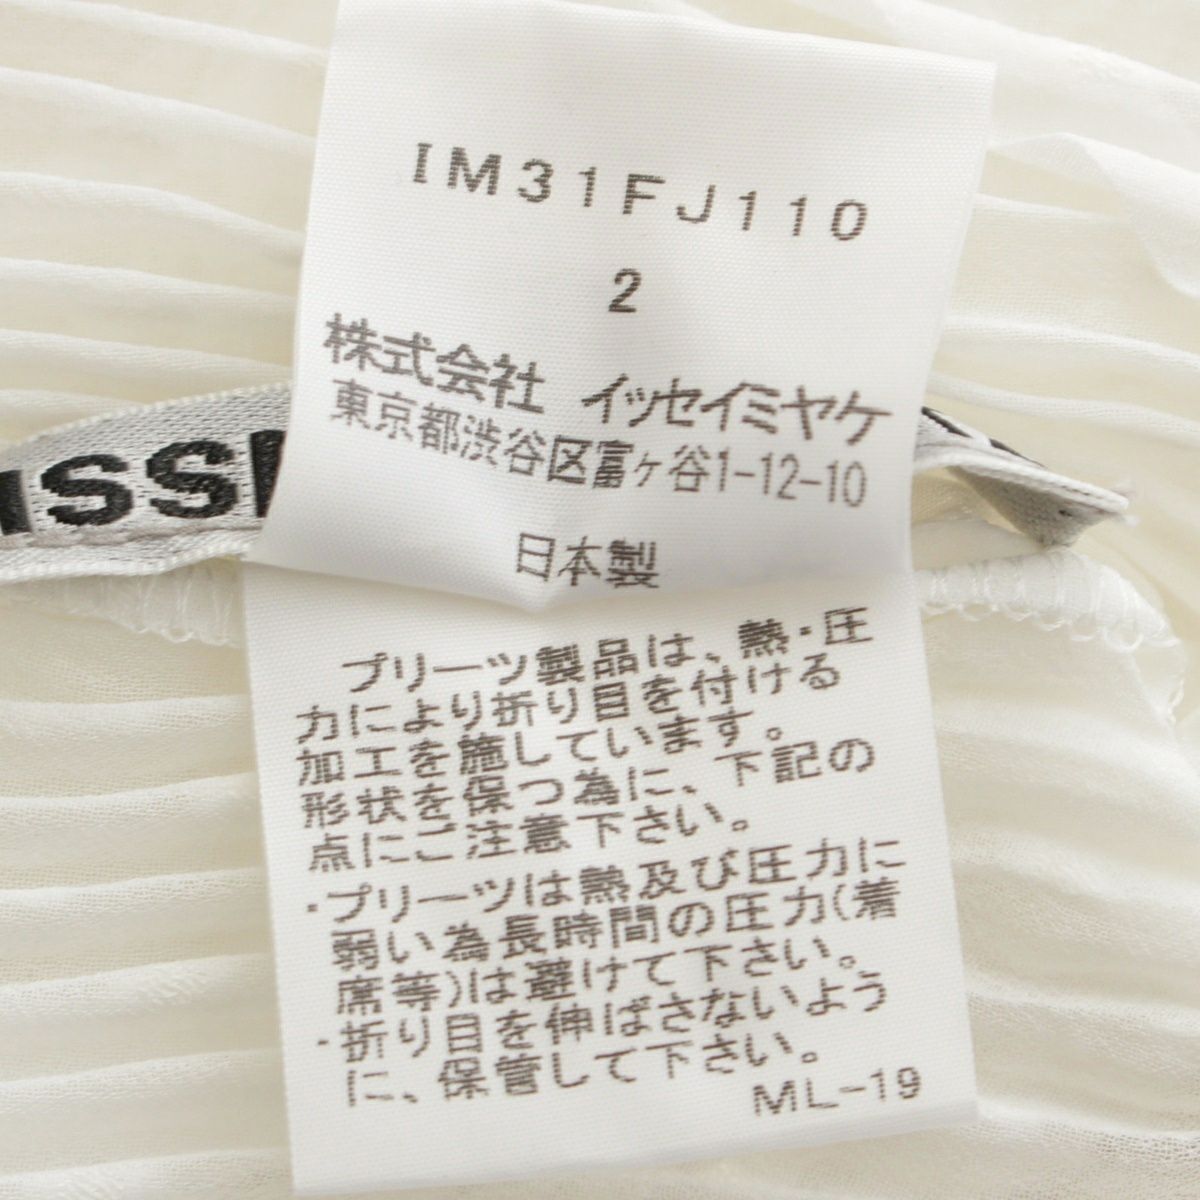 IM31FJ110
2
株式会社 イッセイミヤケ
東京都渋谷区富ヶ谷1-12-10
日本製
ISSE
プリーツ製品は、熱・圧
力により折り目を付ける
加工を施しています。
形状を保つ為に、下記の
点にご注意下さい。
・プリーツは熱及び圧力に
弱い為長時間の圧力(着
席等)は避けて下さい。
・折り目を伸ばさないよう
に、保管して下さい。
ML-19